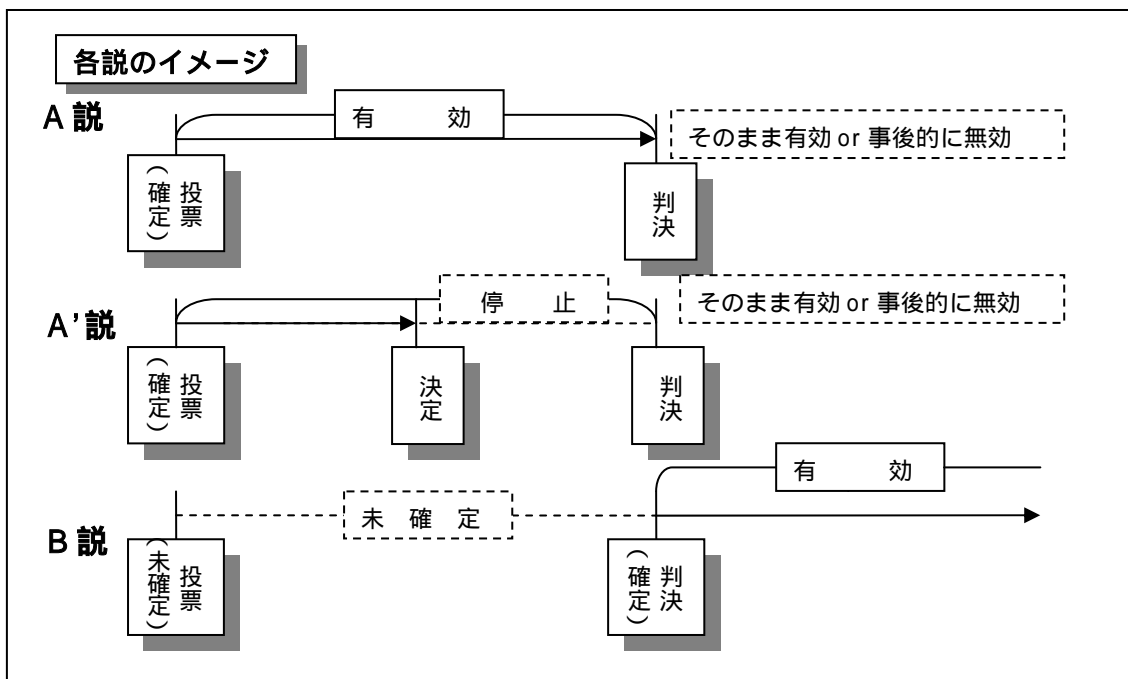 各説のイメージ
A 説
有 効
そのまま有効 or 事後的に無効
投票
(確定)
判決
A’説
停 止
そのまま有効 or 事後的に無効
投票
(確定)
決定
判決
B 説
未 確 定
有 効
投票
(未確定)
判決
(確定)